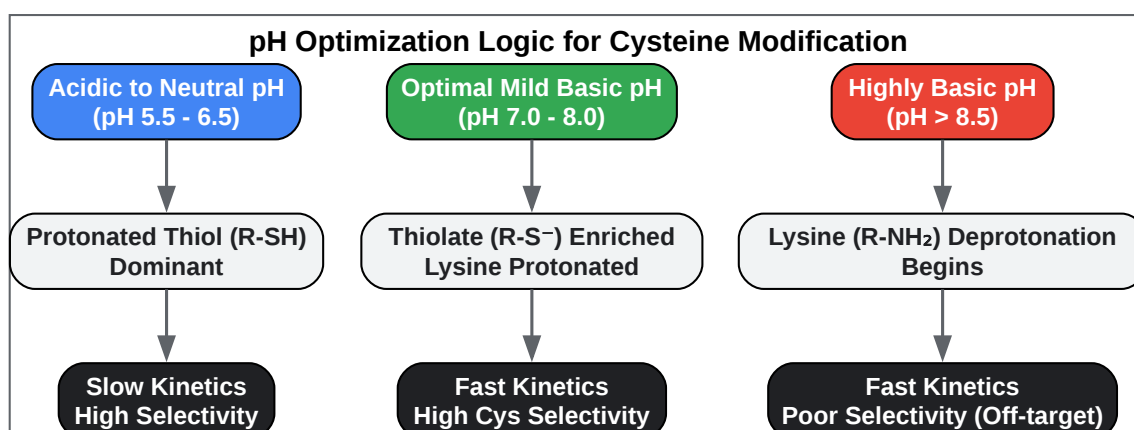 pH Optimization Logic for Cysteine Modification
Acidic to Neutral pH
(pH 5.5 - 6.5)
Optimal Mild Basic pH
(pH 7.0 - 8.0)
Highly Basic pH
(pH > 8.5)
Protonated Thiol (R-SH)
Dominant
Thiolate (R-S⁻) Enriched
Lysine Protonated
Lysine (R-NH₂) Deprotonation
Begins
Slow Kinetics
High Selectivity
Fast Kinetics
High Cys Selectivity
Fast Kinetics
Poor Selectivity (Off-target)